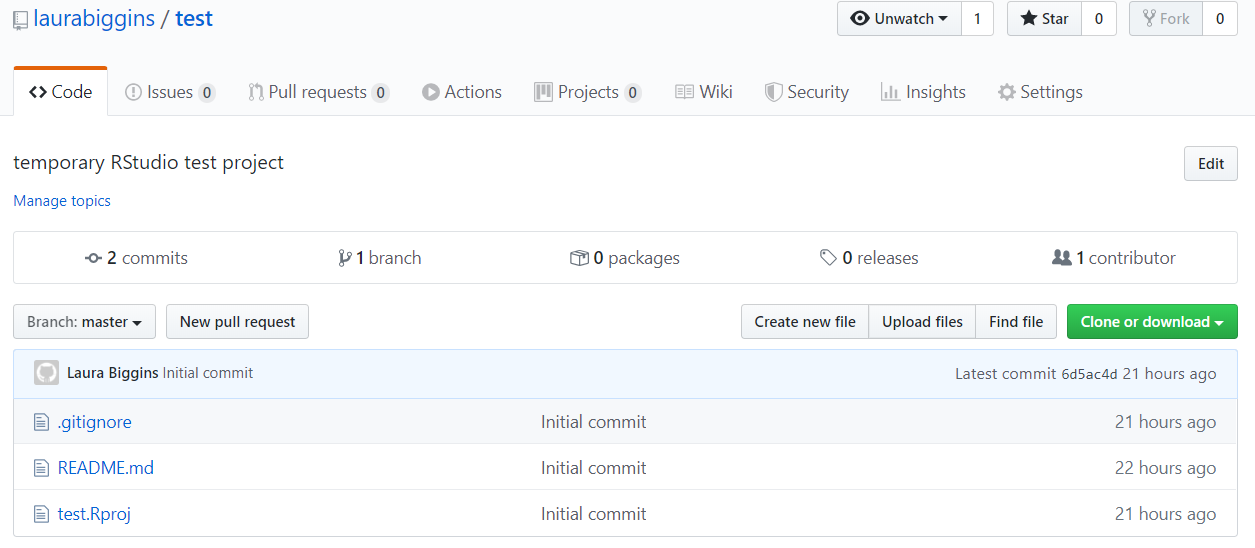 laurabiggins / test Unwatch 1 Star 0 Fork 0
Code Issues 0 Pull requests 0 Actions Projects 0 Wiki Security Insights Settings
temporary RStudio test project Edit
Manage topics
2 commits 1 branch 0 packages 0 releases 1 contributor
Branch: master New pull request Create new file Upload files Find file Clone or download
Laura Biggins Initial commit Latest commit 6d5ac4d 21 hours ago
.gitignore Initial commit 21 hours ago
README.md Initial commit 22 hours ago
test.Rproj Initial commit 21 hours ago